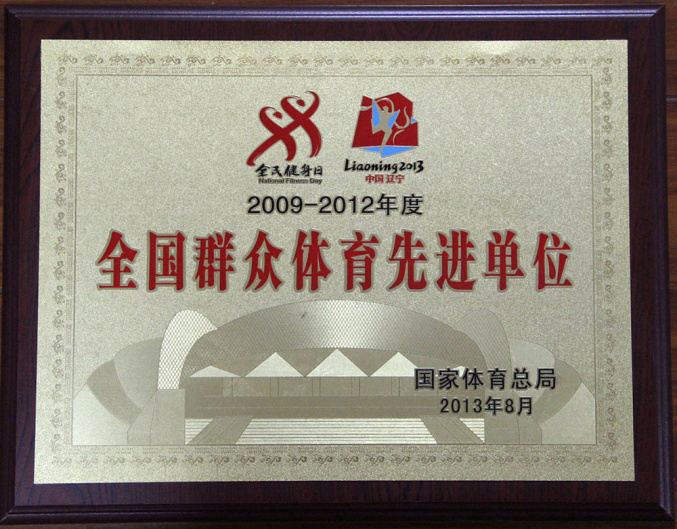 全民健身日
National Fitness Day
Liaoning2013
中国 辽宁
2009-2012年度
全国群众体育先进单位
国家体育总局
2013年8月